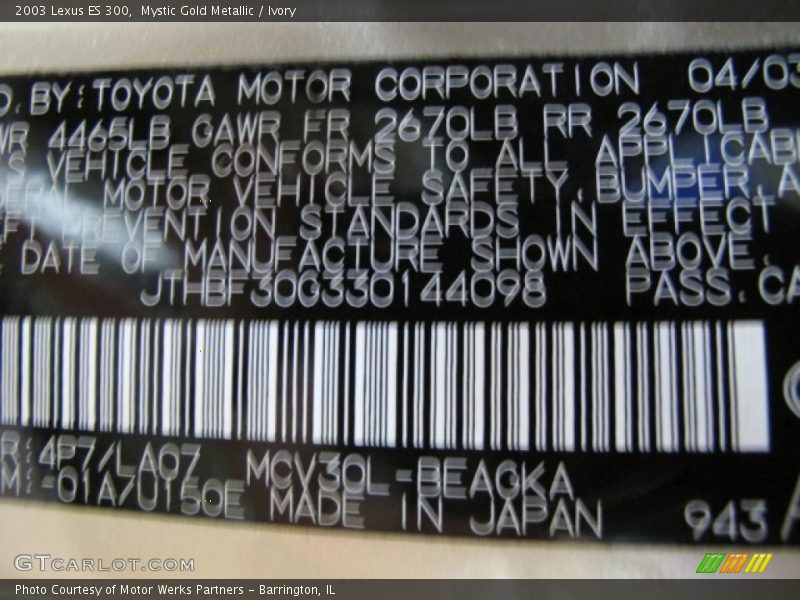 2003 Lexus ES 300, Mystic Gold Metallic / Ivory
D.BY:TOYOTA MOTOR CORPORATION 04/03
WR 4465LB GAWR FR 2670LB RR 2670LB
S VEHICLE CONFORMS TO ALL APPLICAB
MOTOR VEHICLE SAFETY,BUMPER, A
FT PREVENTION STANDARDS IN EFFECT
DATE OF MANUFACTURE SHOWN ABOVE.
JTHBF30G330144098 PASS.CA
R:4P7/LA07 MCV30L-BEAGKA
M:-01A/U150E MADE IN JAPAN 943
GTCARLOT.COM
Photo Courtesy of Motor Werks Partners - Barrington, IL